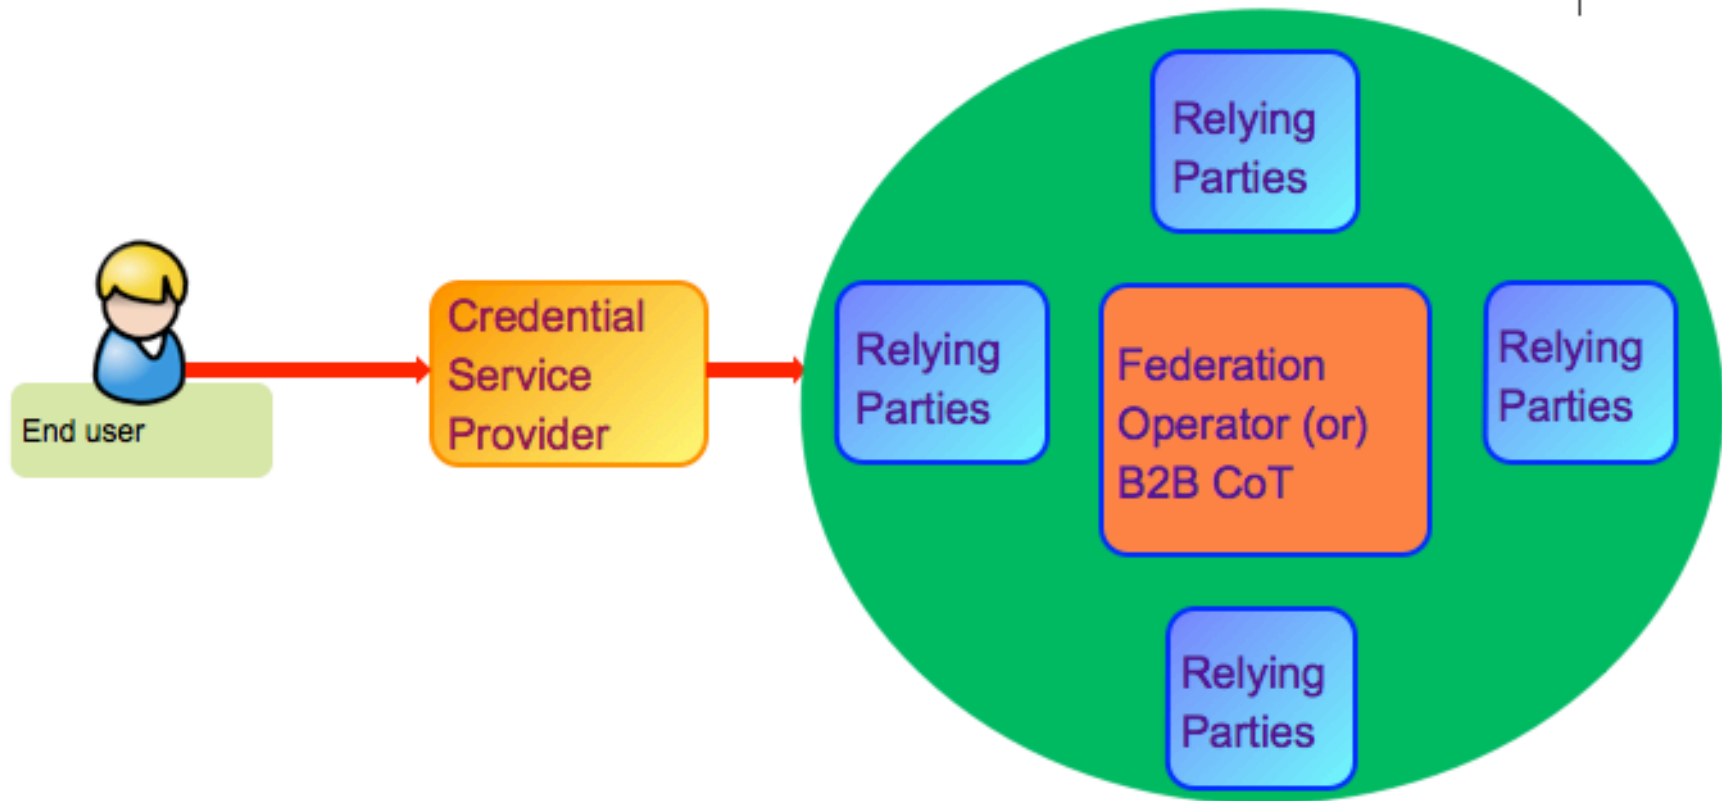 Relying
Parties
End user
Credential
Service
Provider
Relying
Parties
Federation
Operator (or)
B2B CoT
Relying
Parties
Relying
Parties